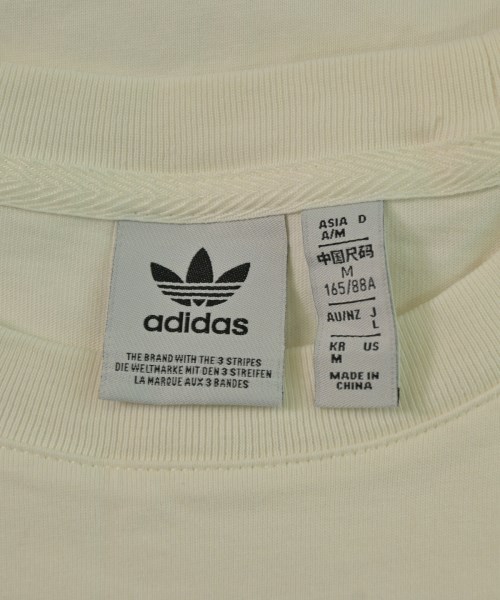 adidas
THE BRAND WITH THE 3 STRIPES
DIE WELTMARKE MIT DEN 3 STREIFEN
LA MARQUE AUX 3 BANDES
ASIA D
A/M
中国尺码
M
165/88A
AU/NZ J
L
KR US
M
MADE IN
CHINA